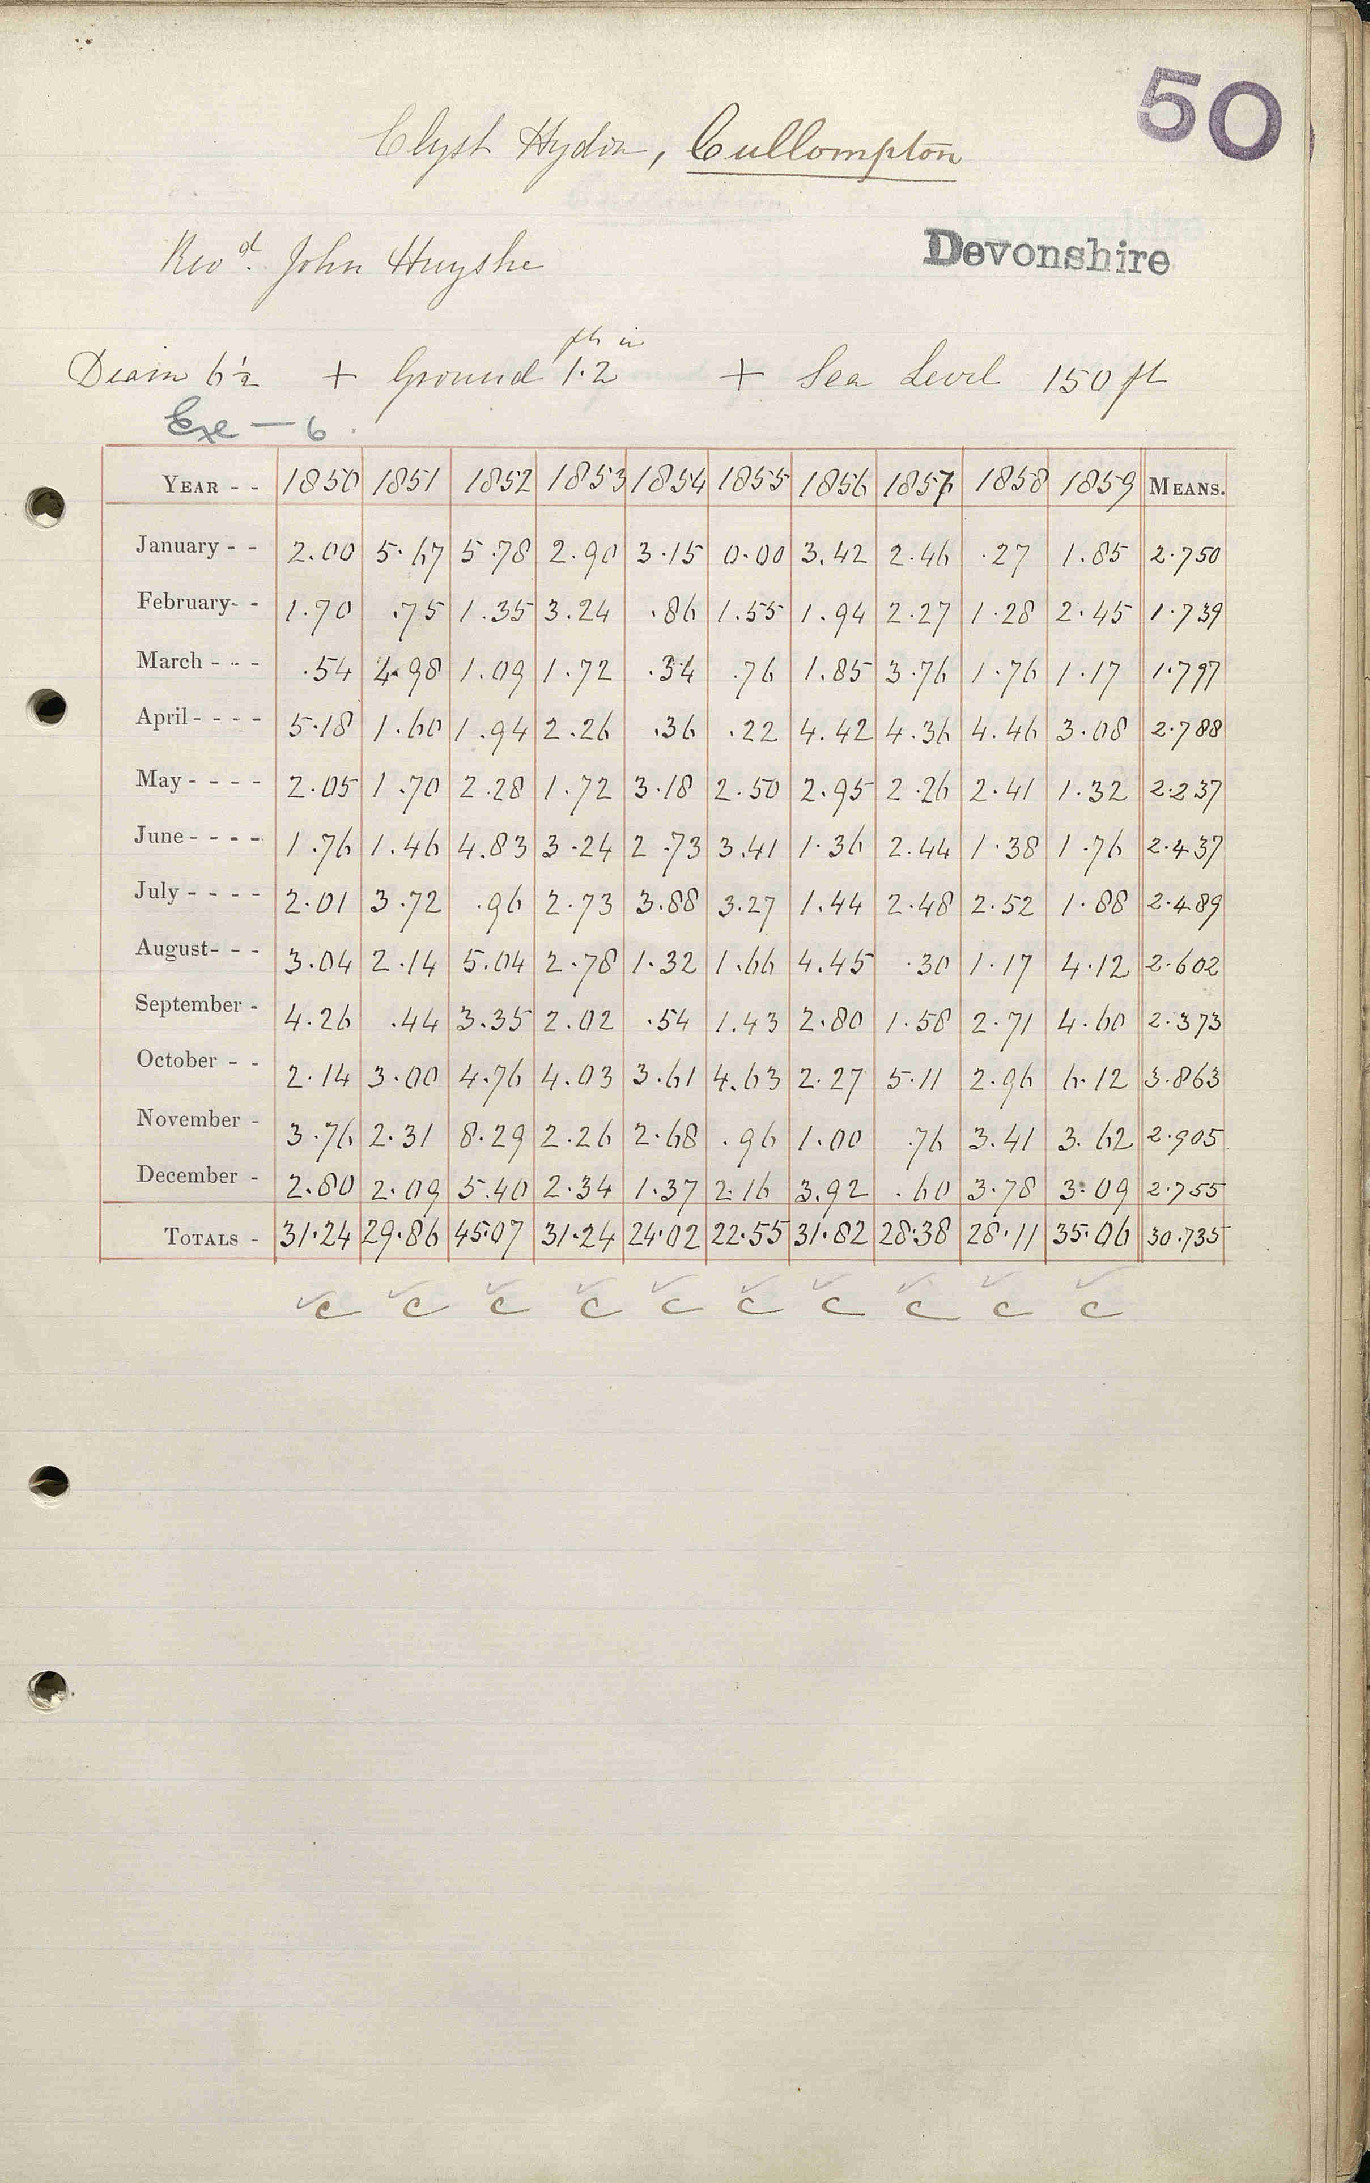 50
Clyst Hydon, Cullompton
Devonshire
Revd. John Huyshe
fts in
Diam 6½ + Ground 1.2 + Sea Level 150 ft
Exe — 6.
YEAR - - 1850 1851 1852 1853 1854 1855 1856 1857 1858 1859 MEANS.
January - - 2.00 5.67 5.78 2.90 3.15 0.00 3.42 2.46 .27 1.85 2.750
February- - 1.70 .75 1.35 3.24 .86 1.55 1.94 2.27 1.28 2.45 1.739
March - - - .54 4.98 1.09 1.72 .34 .76 1.85 3.76 1.76 1.17 1.797
April - - - - 5.18 1.60 1.94 2.26 .36 .22 4.42 4.36 4.46 3.08 2.788
May - - - - 2.05 1.70 2.28 1.72 3.18 2.50 2.95 2.26 2.41 1.32 2.237
June - - - - 1.76 1.46 4.83 3.24 2.73 3.41 1.36 2.44 1.38 1.76 2.437
July - - - - 2.01 3.72 .96 2.73 3.88 3.27 1.44 2.48 2.52 1.88 2.489
August- - - 3.04 2.14 5.04 2.78 1.32 1.66 4.45 .30 1.17 4.12 2.602
September - 4.26 .44 3.35 2.02 .54 1.43 2.80 1.58 2.71 4.60 2.373
October - - 2.14 3.00 4.76 4.03 3.61 4.63 2.27 5.11 2.96 6.12 3.863
November - 3.76 2.31 8.29 2.26 2.68 .96 1.00 .76 3.41 3.62 2.905
December - 2.80 2.09 5.40 2.34 1.37 2.16 3.92 .60 3.78 3.09 2.755
TOTALS - 31.24 29.86 45.07 31.24 24.02 22.55 31.82 28.38 28.11 35.06 30.735
c c c c c c c c c c